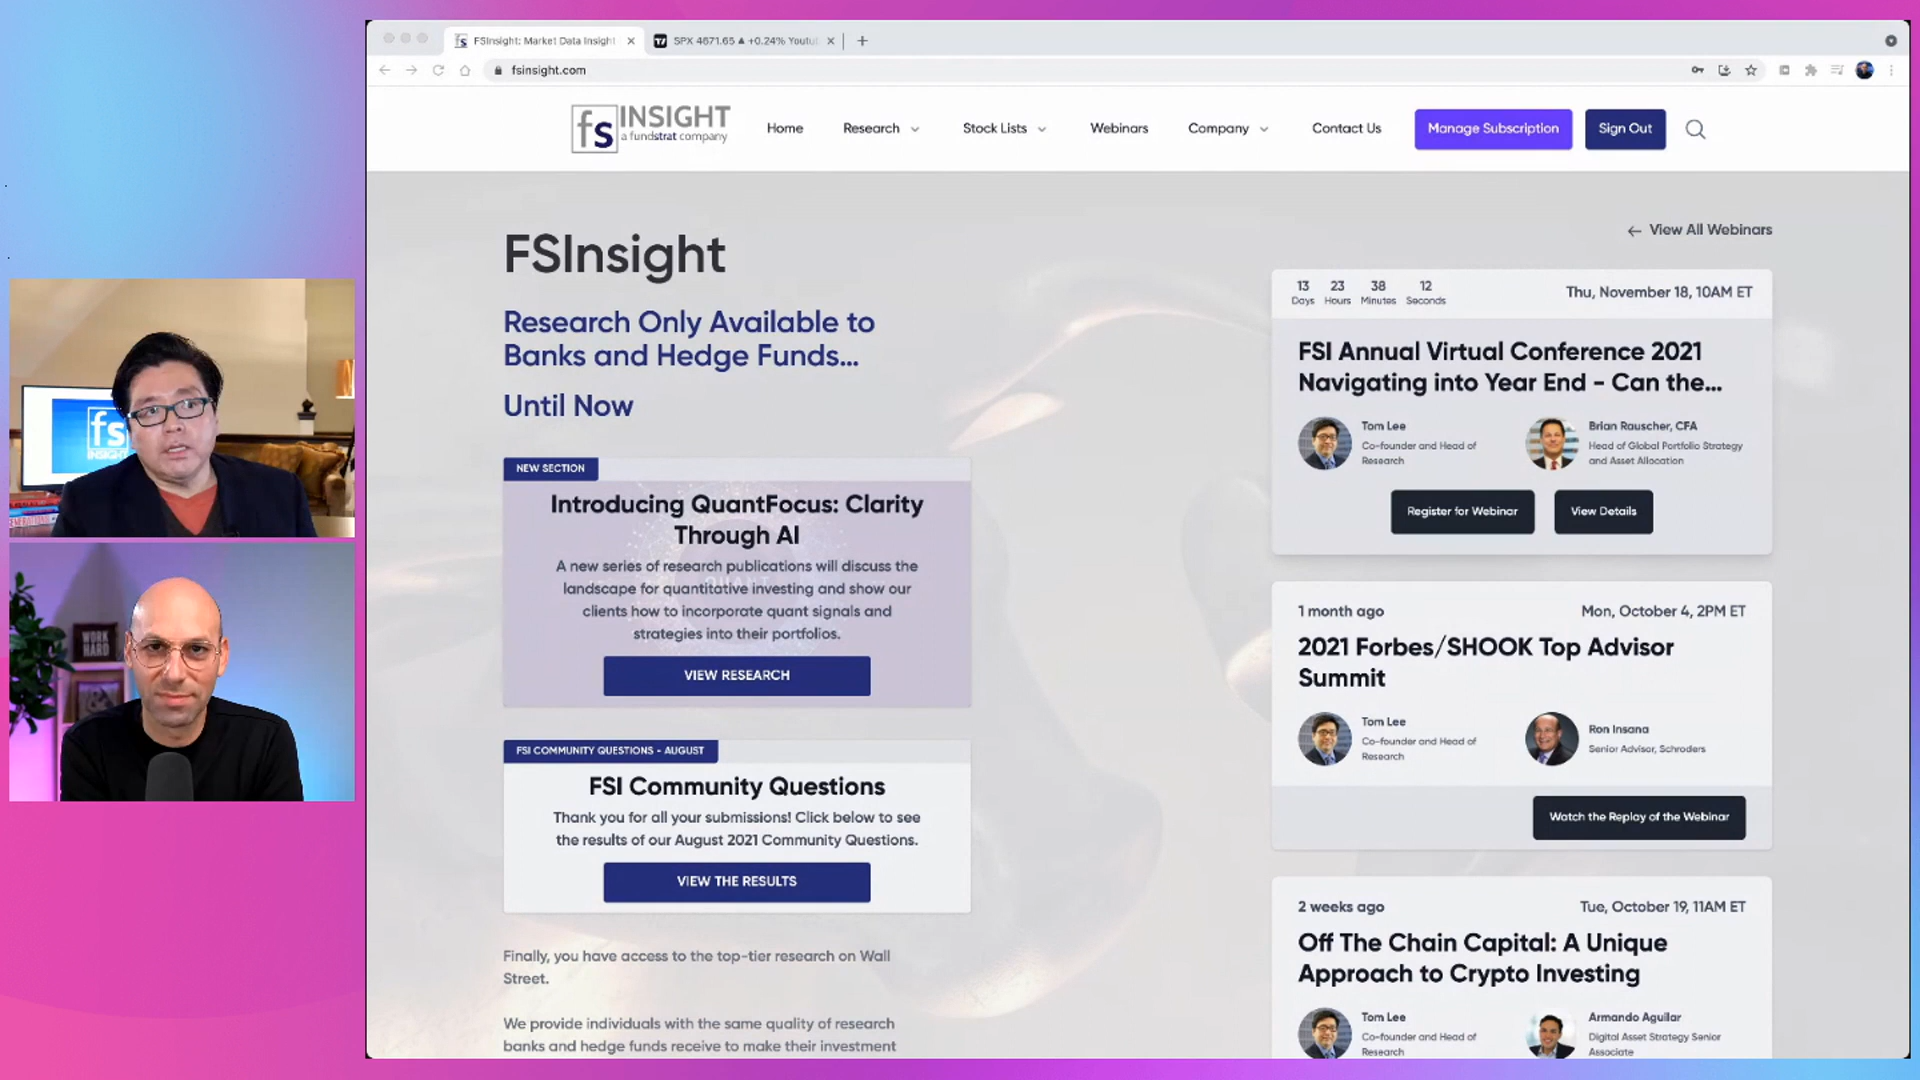 FSInsight: Market Data Insight
SPX 4671.65 ▲ +0.24% Youtu
fsinsight.com
fs INSIGHT
a fundstrat company
Home
Research
Stock Lists
Webinars
Company
Contact Us
Manage Subscription
Sign Out
FSInsight
Research Only Available to
Banks and Hedge Funds...
Until Now
NEW SECTION
Introducing QuantFocus: Clarity
Through AI
A new series of research publications will discuss the
landscape for quantitative investing and show our
clients how to incorporate quant signals and
strategies into their portfolios.
VIEW RESEARCH
FSI COMMUNITY QUESTIONS - AUGUST
FSI Community Questions
Thank you for all your submissions! Click below to see
the results of our August 2021 Community Questions.
VIEW THE RESULTS
Finally, you have access to the top-tier research on Wall
Street.
We provide individuals with the same quality of research
banks and hedge funds receive to make their investment
← View All Webinars
13 23 38 12
Days Hours Minutes Seconds
Thu, November 18, 10AM ET
FSI Annual Virtual Conference 2021
Navigating into Year End - Can the...
Tom Lee
Co-founder and Head of
Research
Brian Rauscher, CFA
Head of Global Portfolio Strategy
and Asset Allocation
Register for Webinar
View Details
1 month ago
Mon, October 4, 2PM ET
2021 Forbes/SHOOK Top Advisor
Summit
Tom Lee
Co-founder and Head of
Research
Ron Insana
Senior Advisor, Schroders
Watch the Replay of the Webinar
2 weeks ago
Tue, October 19, 11AM ET
Off The Chain Capital: A Unique
Approach to Crypto Investing
Tom Lee
Co-founder and Head of
Research
Armando Aguilar
Digital Asset Strategy Senior
Associate
fs
INSIGHT
WORK
HARD